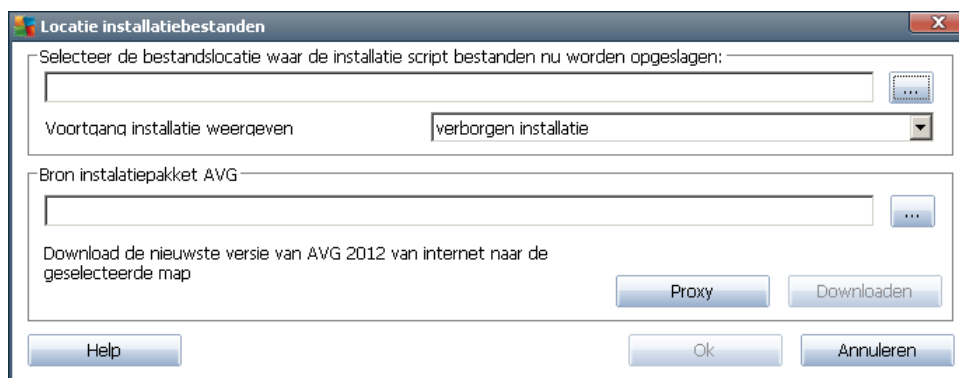 Locatie installatiebestanden
Selecteer de bestandslocatie waar de installatie script bestanden nu worden opgeslagen:
...
Voortgang installatie weergeven
verborgen installatie
Bron instalatiepakket AVG
...
Download de nieuwste versie van AVG 2012 van internet naar de
geselecteerde map
Proxy
Downloaden
Help
Ok
Annuleren